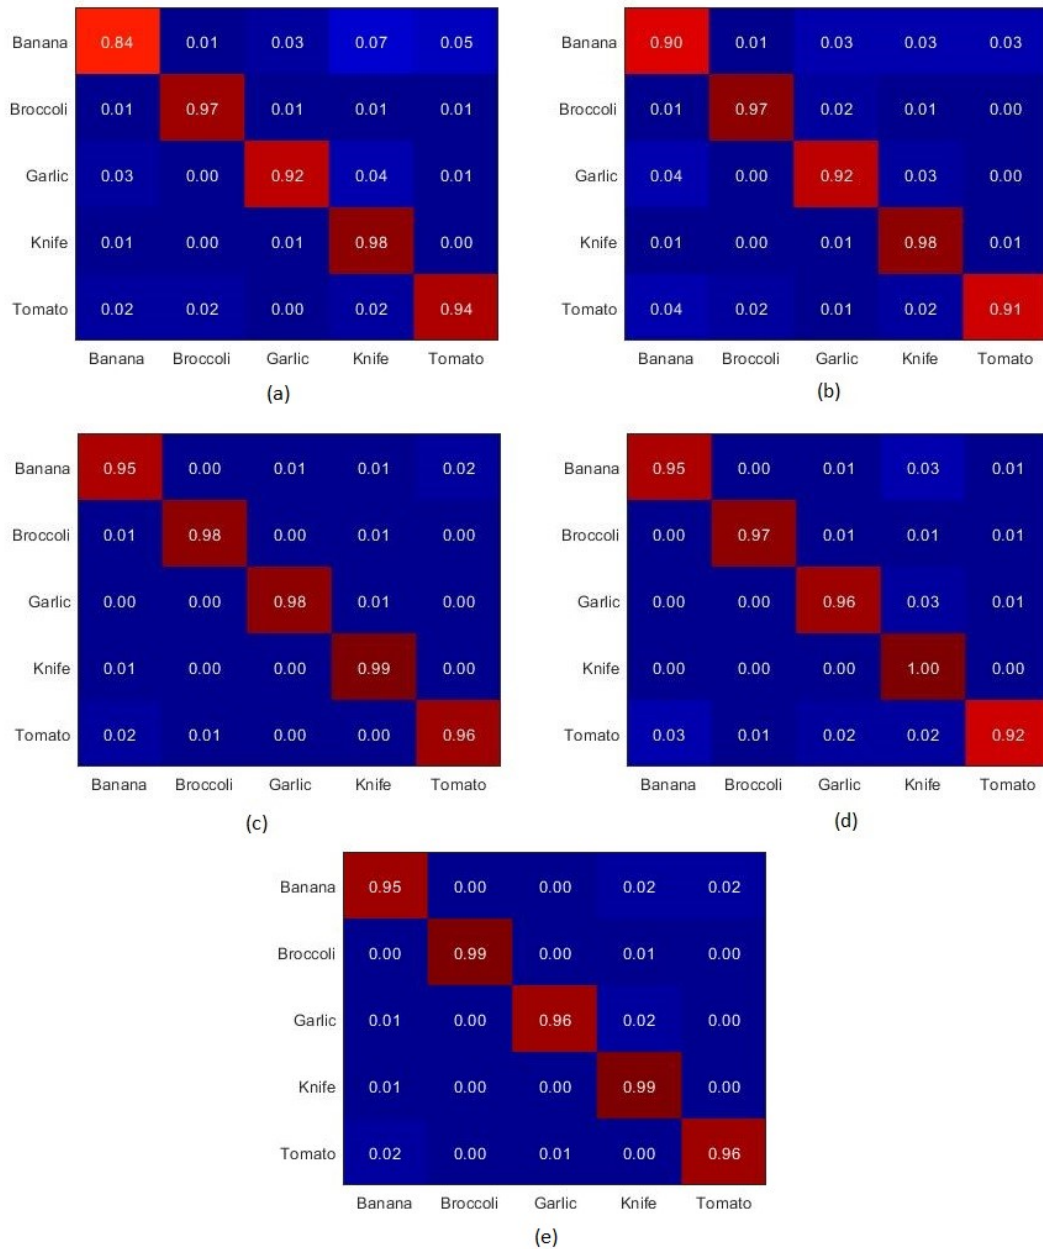 Banana 0.84 0.01 0.03 0.07 0.05
Broccoli 0.01 0.97 0.01 0.01 0.01
Garlic 0.03 0.00 0.92 0.04 0.01
Knife 0.01 0.00 0.01 0.98 0.00
Tomato 0.02 0.02 0.00 0.02 0.94
Banana Broccoli Garlic Knife Tomato
(a)
Banana 0.90 0.01 0.03 0.03 0.03
Broccoli 0.01 0.97 0.02 0.01 0.00
Garlic 0.04 0.00 0.92 0.03 0.00
Knife 0.01 0.00 0.01 0.98 0.01
Tomato 0.04 0.02 0.01 0.02 0.91
Banana Broccoli Garlic Knife Tomato
(b)
Banana 0.95 0.00 0.01 0.01 0.02
Broccoli 0.01 0.98 0.00 0.01 0.00
Garlic 0.00 0.00 0.98 0.01 0.00
Knife 0.01 0.00 0.00 0.99 0.00
Tomato 0.02 0.01 0.00 0.00 0.96
Banana Broccoli Garlic Knife Tomato
(c)
Banana 0.95 0.00 0.01 0.03 0.01
Broccoli 0.00 0.97 0.01 0.01 0.01
Garlic 0.00 0.00 0.96 0.03 0.01
Knife 0.00 0.00 0.00 1.00 0.00
Tomato 0.03 0.01 0.02 0.02 0.92
Banana Broccoli Garlic Knife Tomato
(d)
Banana 0.95 0.00 0.00 0.02 0.02
Broccoli 0.00 0.99 0.00 0.01 0.00
Garlic 0.01 0.00 0.96 0.02 0.00
Knife 0.01 0.00 0.00 0.99 0.00
Tomato 0.02 0.00 0.01 0.00 0.96
Banana Broccoli Garlic Knife Tomato
(e)